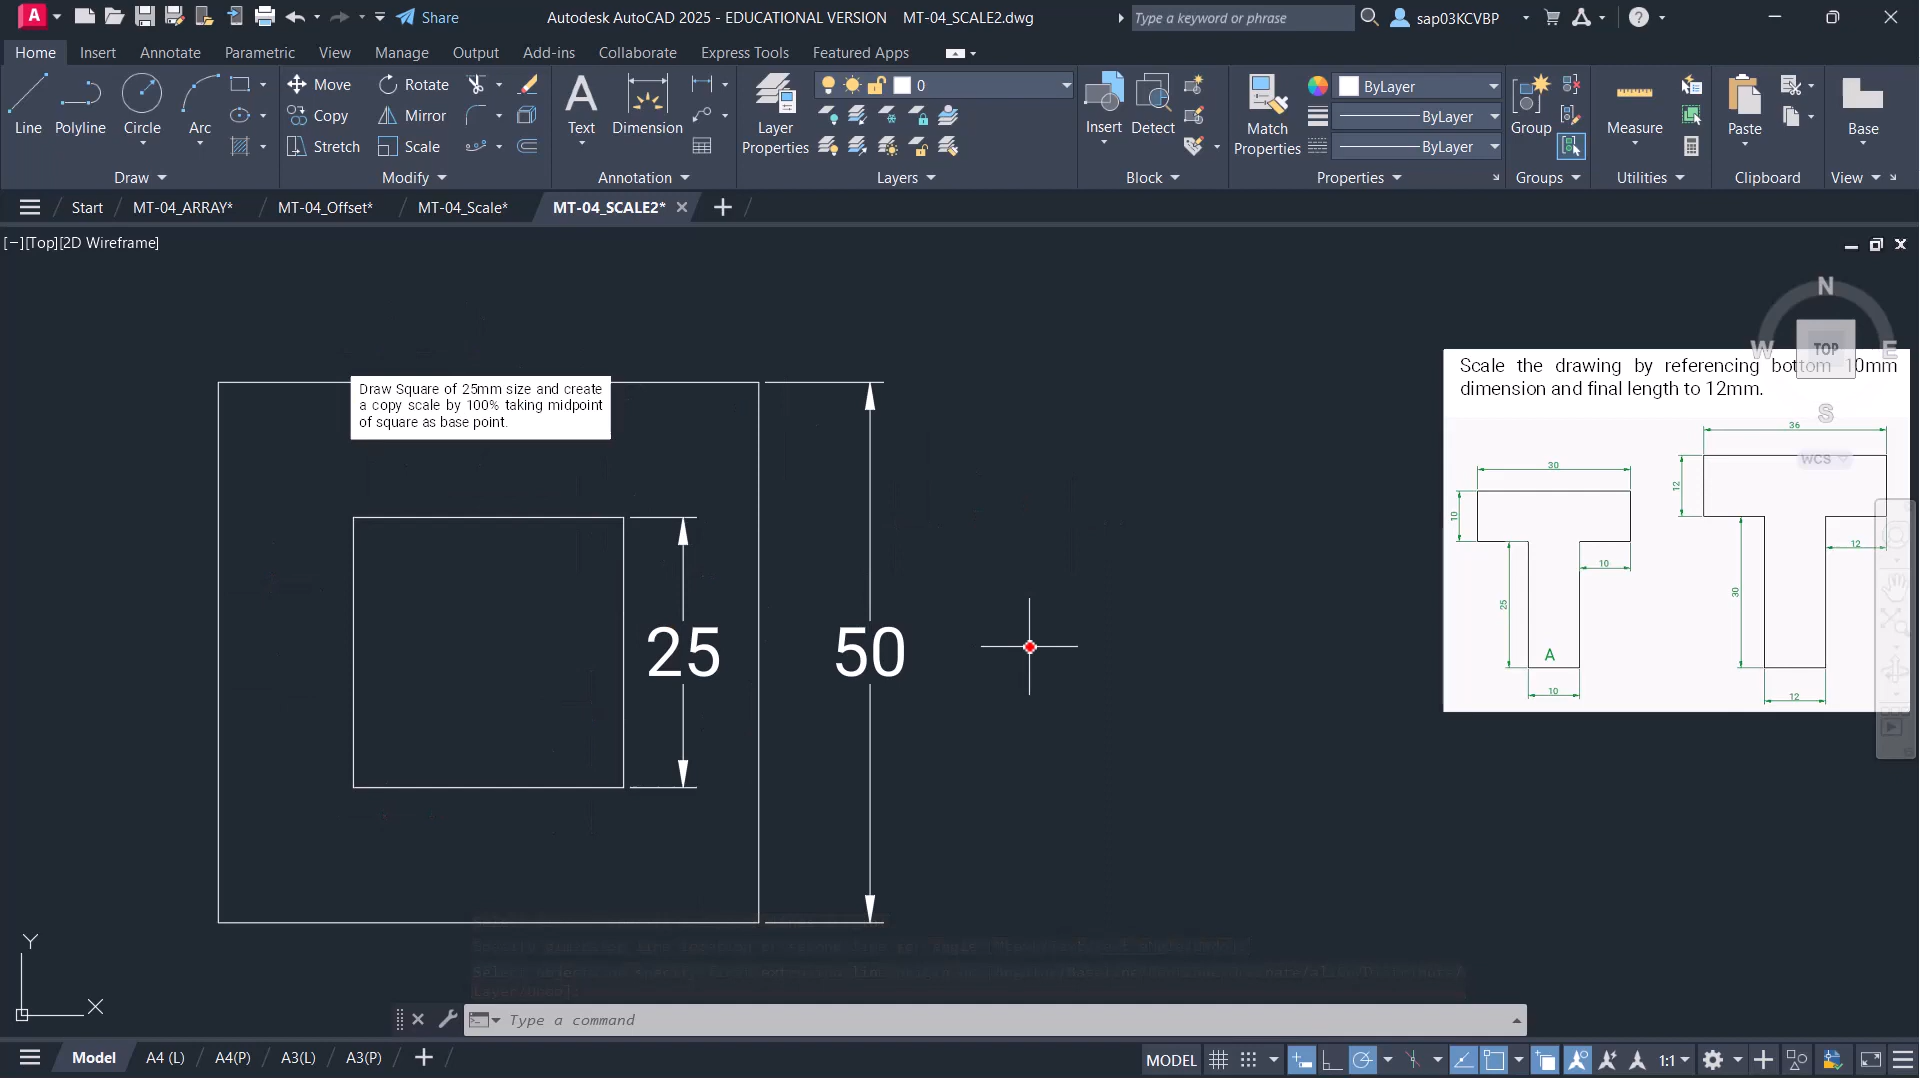 Share
Autodesk AutoCAD 2025 - EDUCATIONAL VERSION MT-04_SCALE2.dwg
Type a keyword or phrase
sap03KCVBP
Home Insert Annotate Parametric View Manage Output Add-ins Collaborate Express Tools Featured Apps
Line Polyline Circle Arc
Move Rotate
Copy Mirror
Stretch Scale
Text Dimension
Layer Properties
0
Insert Detect
Match Properties
ByLayer
ByLayer
ByLayer
Group
Measure
Paste
Base
Draw Modify Annotation Layers Block Properties Groups Utilities Clipboard View
Start MT-04_ARRAY* MT-04_Offset* MT-04_Scale* MT-04_SCALE2*
[−][Top][2D Wireframe]
N
W TOP E
S
WCS
Draw Square of 25mm size and create
a copy scale by 100% taking midpoint
of square as base point.
25
50
Scale the drawing by referencing bottom 10mm
dimension and final length to 12mm.
30
10
10
25
A
10
36
12
12
30
12
Y
X
Type a command
Model A4 (L) A4(P) A3(L) A3(P)
MODEL
1:1